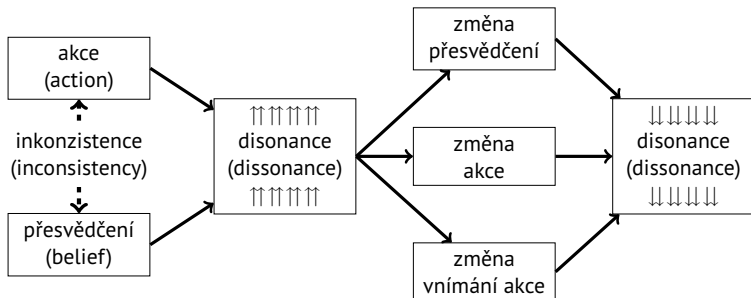 akce
(action)
inkonzistence
(inconsistency)
přesvědčení
(belief)
⇈⇈⇈⇈
disonance
(dissonance)
⇈⇈⇈⇈
změna
přesvědčení
změna
akce
změna
vnímání akce
⇊⇊⇊⇊
disonance
(dissonance)
⇊⇊⇊⇊